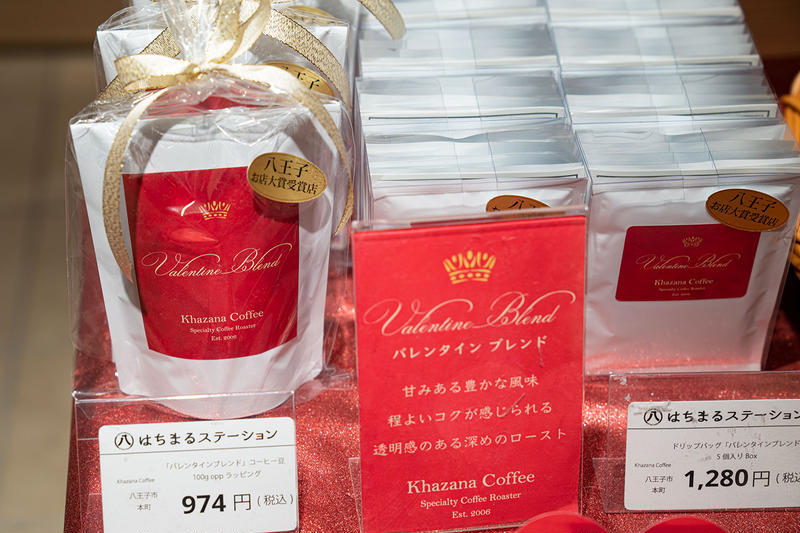 八王子
お店大賞受賞店
Valentine Blend
Khazana Coffee
Specialty Coffee Roaster
Est. 2006
八王子
八王子
お店大賞受賞店
Valentine Blend
Khazana Coffee
Specialty Coffee Roaster
Valentine Blend
バレンタイン ブレンド
甘みある豊かな風味
程よいコクが感じられる
透明感のある深めのロースト
Khazana Coffee
Specialty Coffee Roaster
Est. 2006
八 はちまるステーション
「バレンタインブレンド」コーヒー豆
100g opp ラッピング
Khazana Coffee
八王子市
本町
974 円 (税込)
八 はちまるステーション
ドリップバッグ「バレンタインブレンド
5 個入り Box
Khazana Coffee
八王子市
本町
1,280 円 (税込